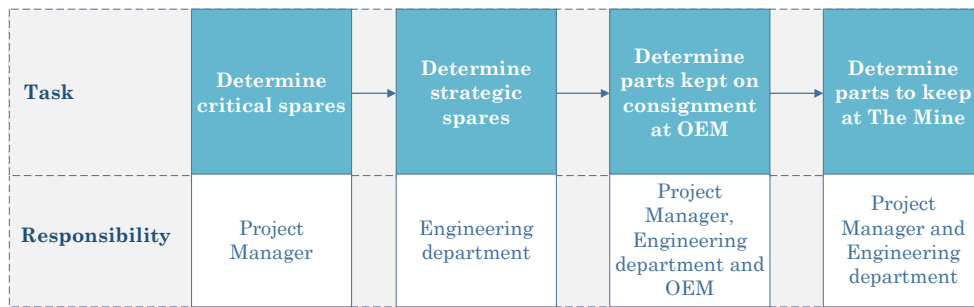 Task
Determine
critical spares
Determine
strategic
spares
Determine
parts kept on
consignment
at OEM
Determine
parts to keep
at The Mine
Responsibility
Project
Manager
Engineering
department
Project
Manager,
Engineering
department and
OEM
Project
Manager and
Engineering
department